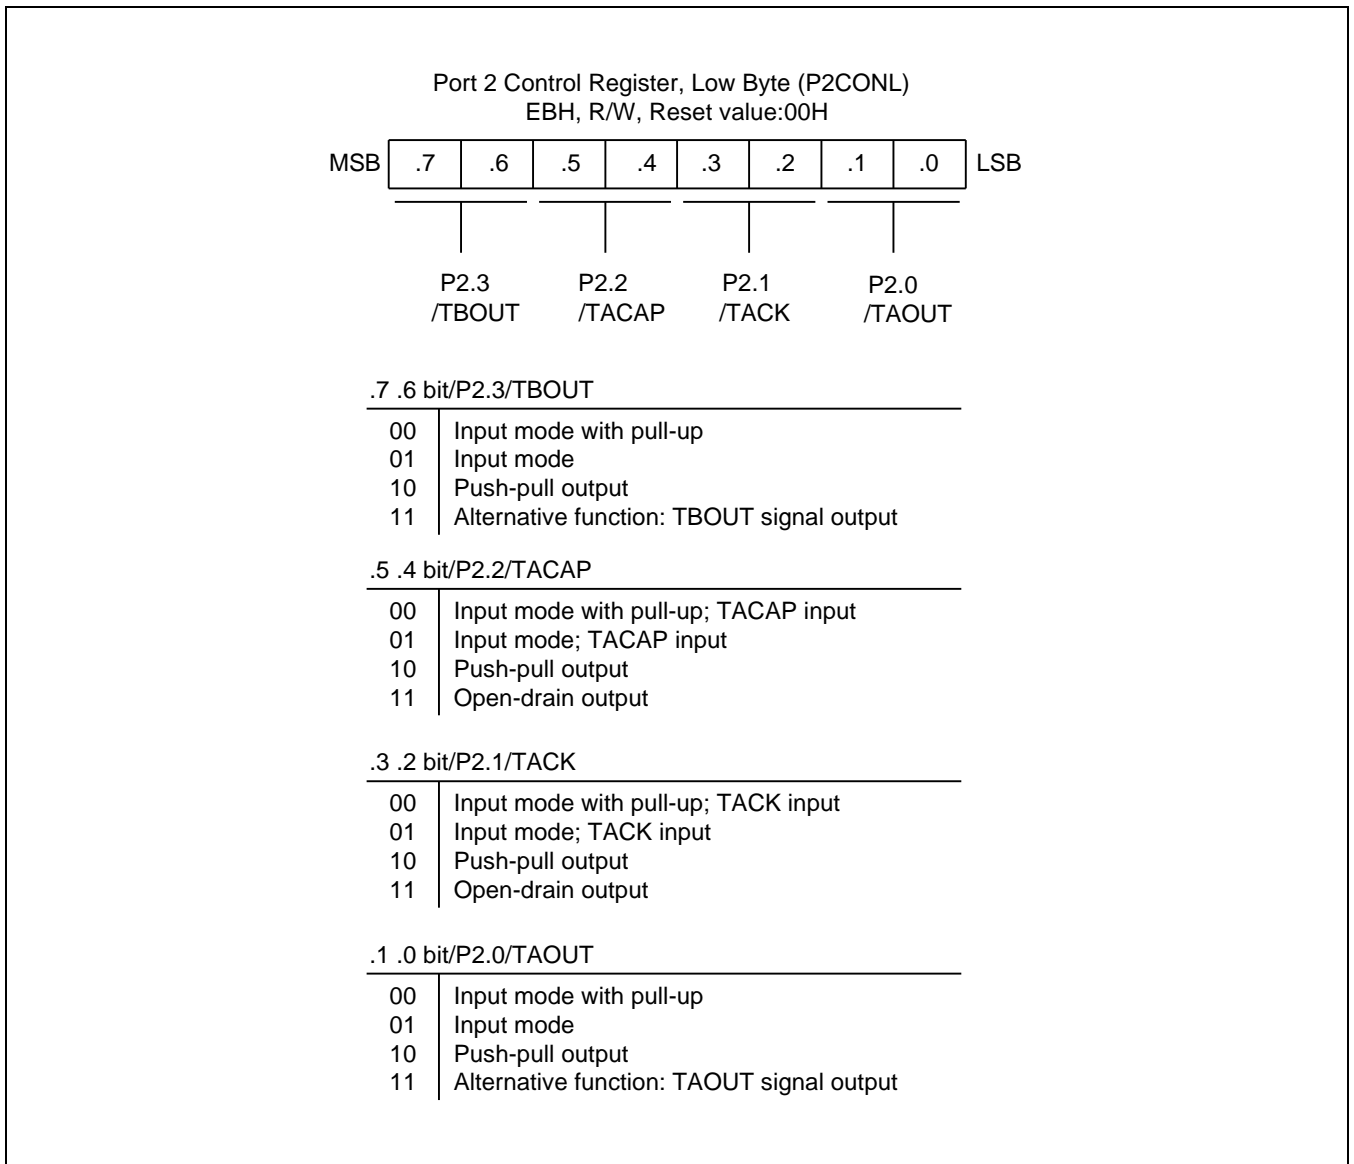 Port 2 Control Register, Low Byte (P2CONL)
EBH, R/W, Reset value:00H
MSB .7 .6 .5 .4 .3 .2 .1 .0 LSB
P2.3 P2.2 P2.1 P2.0
/TBOUT /TACAP /TACK /TAOUT
.7 .6 bit/P2.3/TBOUT
00 Input mode with pull-up
01 Input mode
10 Push-pull output
11 Alternative function: TBOUT signal output
.5 .4 bit/P2.2/TACAP
00 Input mode with pull-up; TACAP input
01 Input mode; TACAP input
10 Push-pull output
11 Open-drain output
.3 .2 bit/P2.1/TACK
00 Input mode with pull-up; TACK input
01 Input mode; TACK input
10 Push-pull output
11 Open-drain output
.1 .0 bit/P2.0/TAOUT
00 Input mode with pull-up
01 Input mode
10 Push-pull output
11 Alternative function: TAOUT signal output